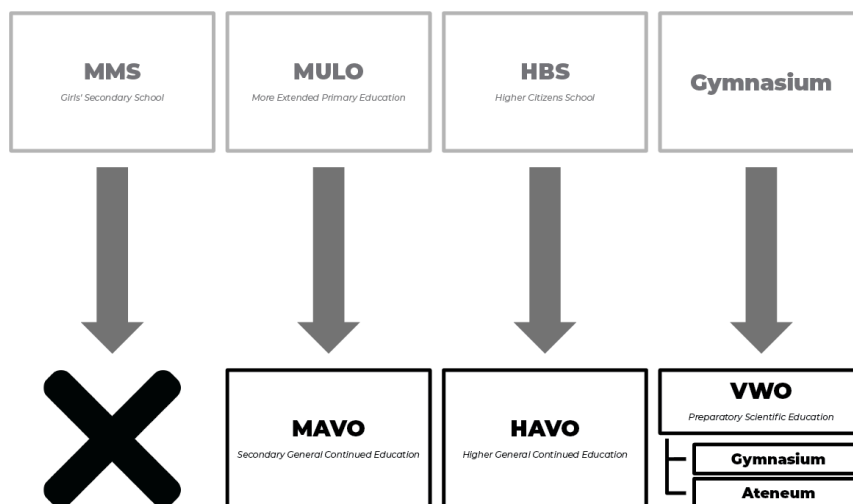 MMS
Girls' Secondary School
MULO
More Extended Primary Education
HBS
Higher Citizens School
Gymnasium
MAVO
Secondary General Continued Education
HAVO
Higher General Continued Education
VWO
Preparatory Scientific Education
Gymnasium
Ateneum